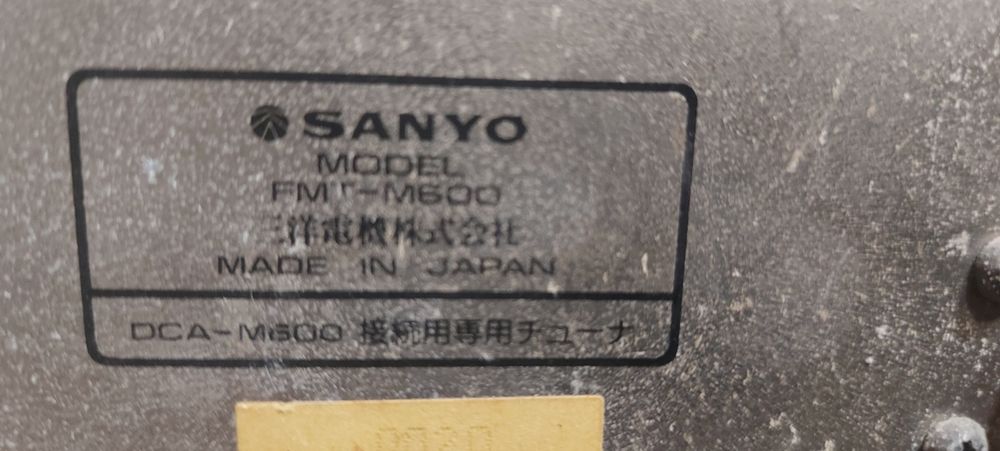 SANYO
MODEL
FMT-M600
三洋電機株式会社
MADE IN JAPAN
DCA-M600 接続用専用チューナ